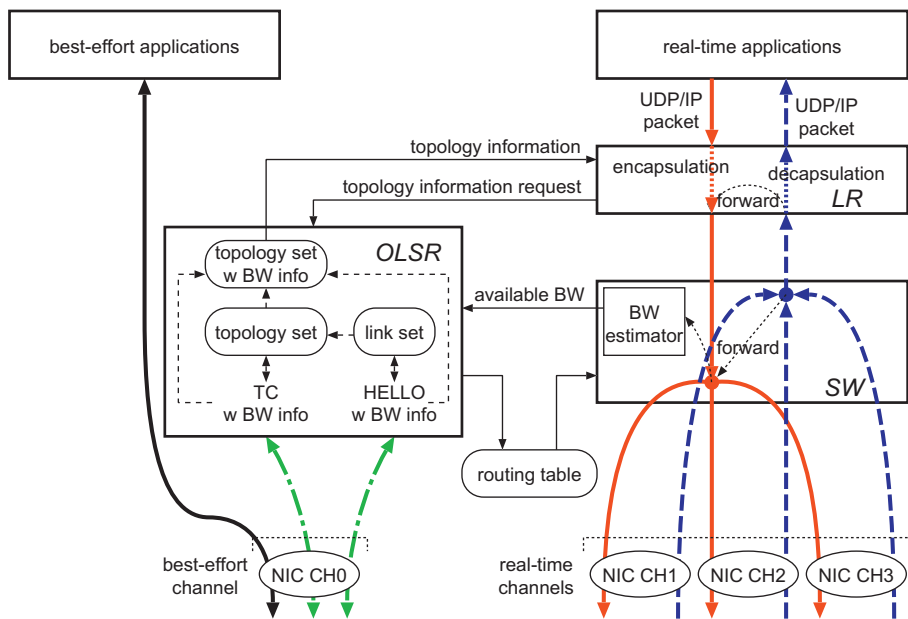 best-effort applications
real-time applications
UDP/IP
packet
UDP/IP
packet
topology information
encapsulation
decapsulation
topology information request
forward
LR
topology set
w BW info
OLSR
available BW
BW
estimator
topology set
link set
forward
TC
w BW info
HELLO
w BW info
SW
routing table
best-effort
channel
NIC CH0
real-time
channels
NIC CH1
NIC CH2
NIC CH3